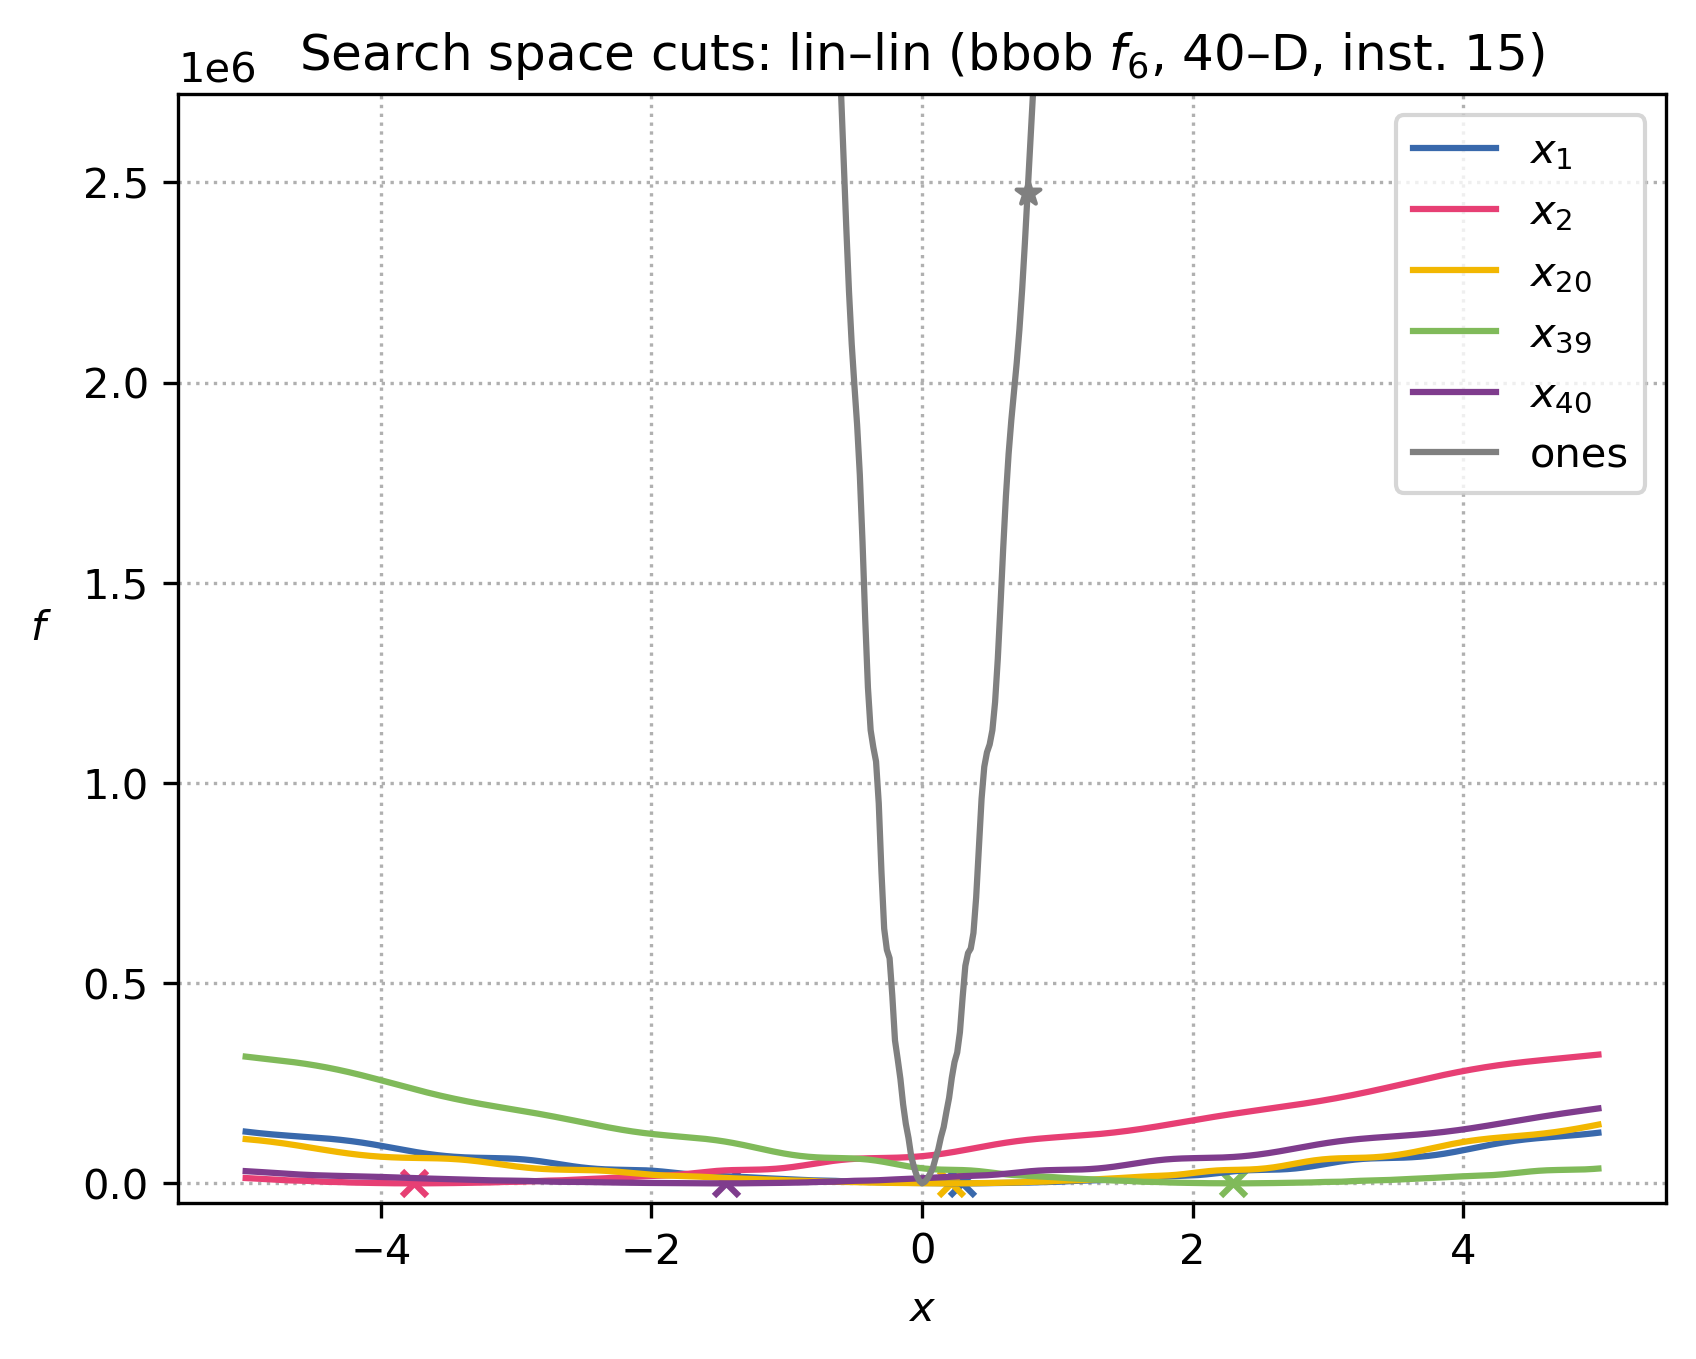 Search space cuts: lin–lin (bbob f₆, 40–D, inst. 15)
1e6
2.5
2.0
1.5
1.0
0.5
0.0
f
−4
−2
0
2
4
x
x₁
x₂
x₂₀
x₃₉
x₄₀
ones